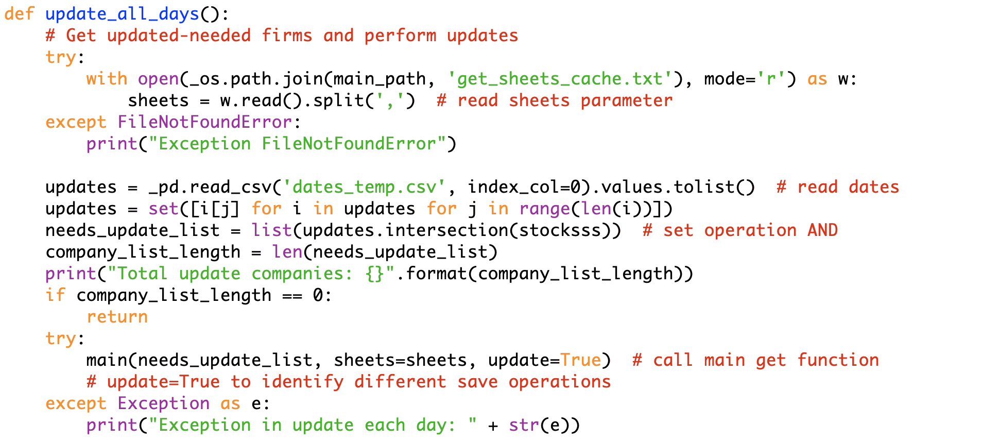 def update_all_days():
    # Get updated-needed firms and perform updates
    try:
        with open(_os.path.join(main_path, 'get_sheets_cache.txt'), mode='r') as w:
            sheets = w.read().split(',')  # read sheets parameter
    except FileNotFoundError:
        print("Exception FileNotFoundError")

    updates = _pd.read_csv('dates_temp.csv', index_col=0).values.tolist()  # read dates
    updates = set([i[j] for i in updates for j in range(len(i))])
    needs_update_list = list(updates.intersection(stocksss))  # set operation AND
    company_list_length = len(needs_update_list)
    print("Total update companies: {}".format(company_list_length))
    if company_list_length == 0:
        return
    try:
        main(needs_update_list, sheets=sheets, update=True)  # call main get function
        # update=True to identify different save operations
    except Exception as e:
        print("Exception in update each day: " + str(e))